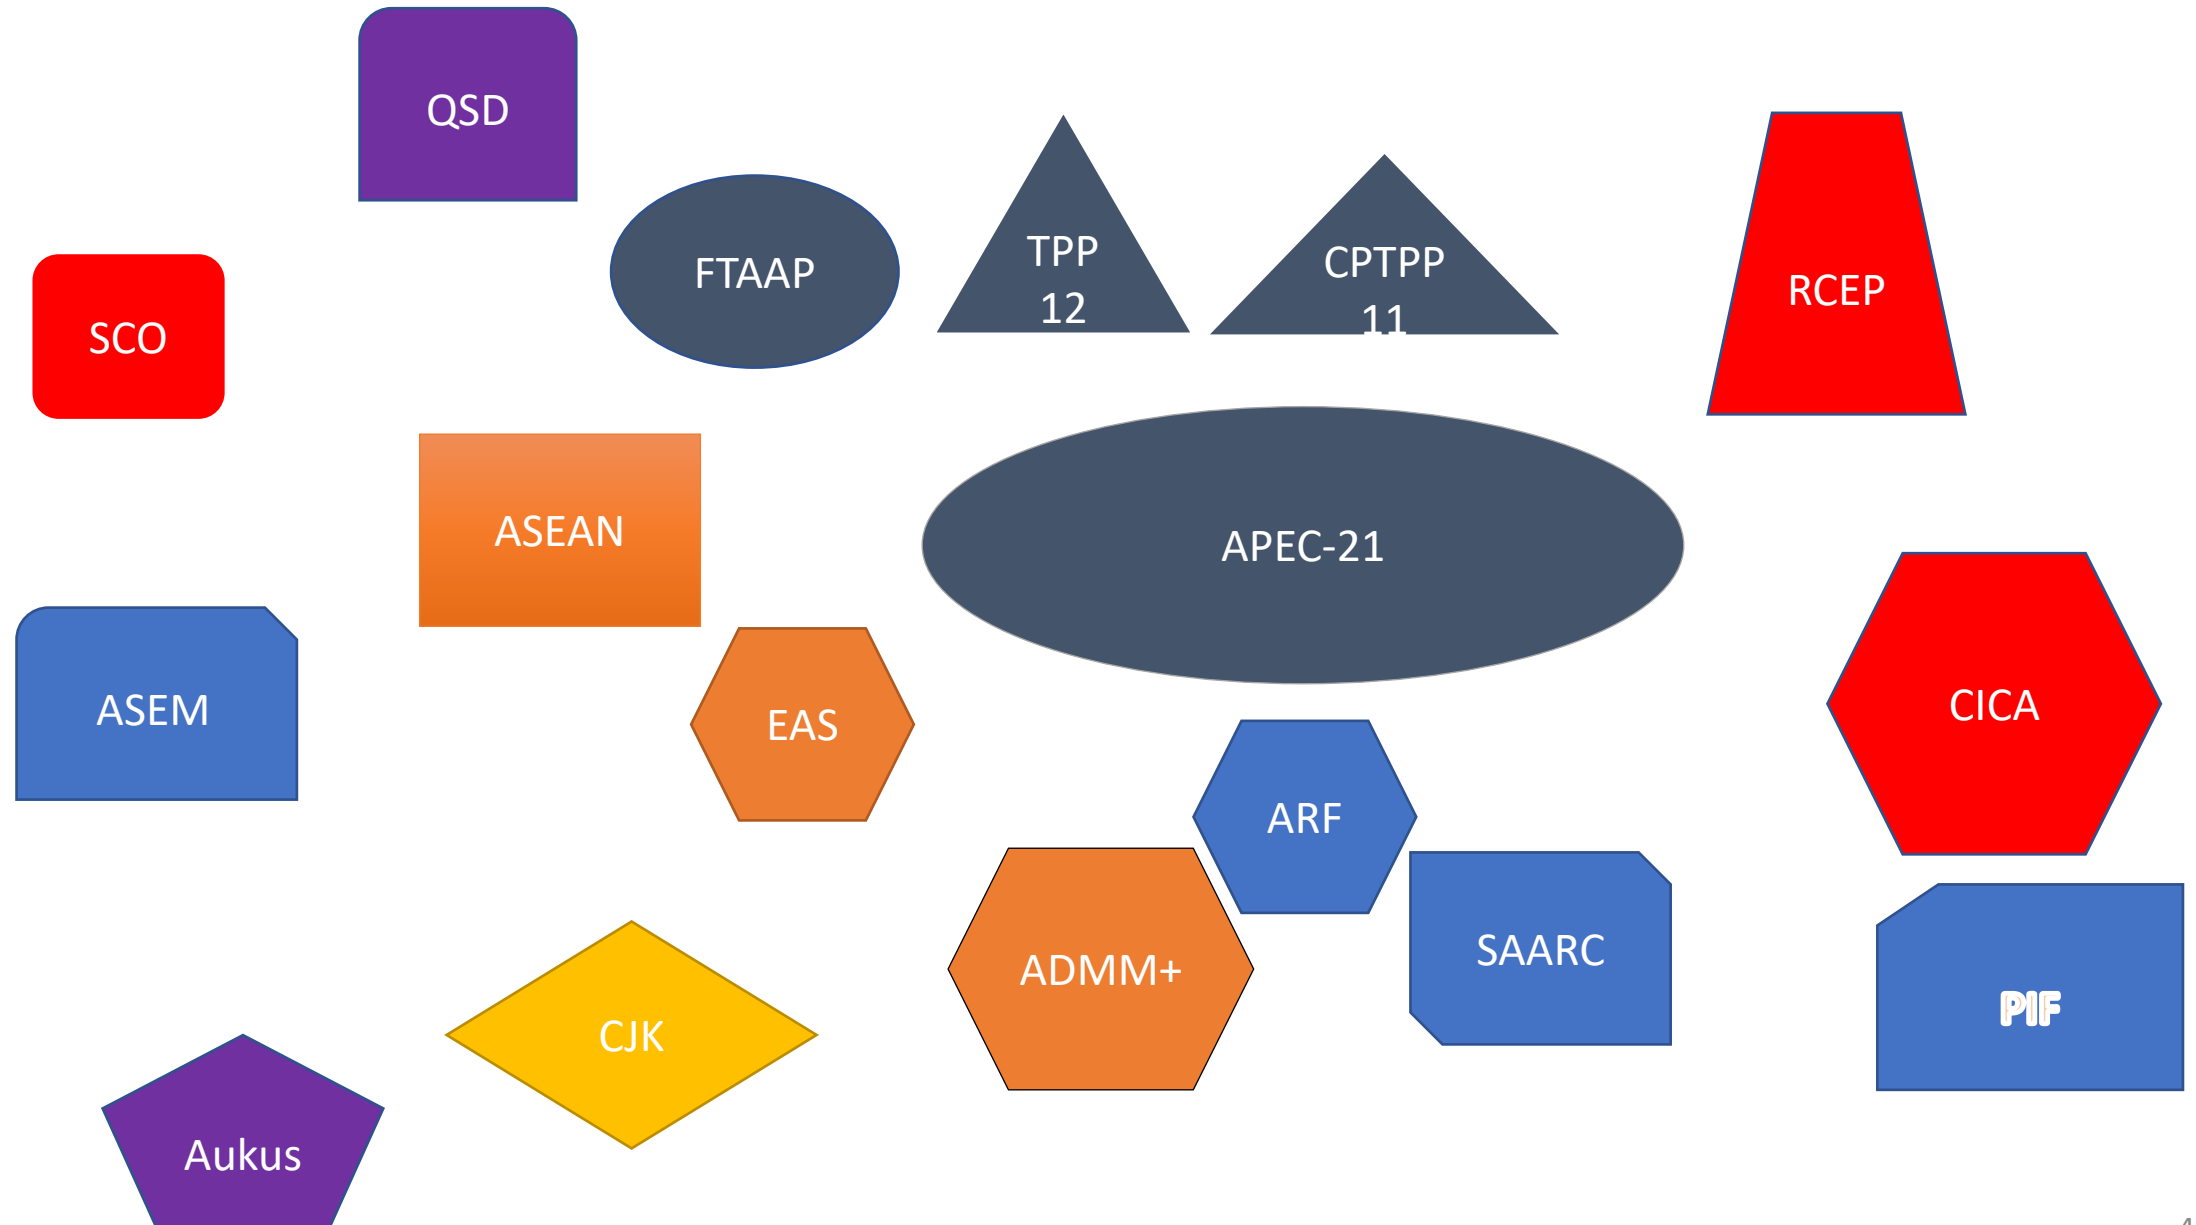 QSD
FTAAP
TPP
12
CPTPP
11
RCEP
SCO
ASEAN
APEC-21
ASEM
EAS
CICA
ARF
ADMM+
SAARC
PIF
CJK
Aukus
4